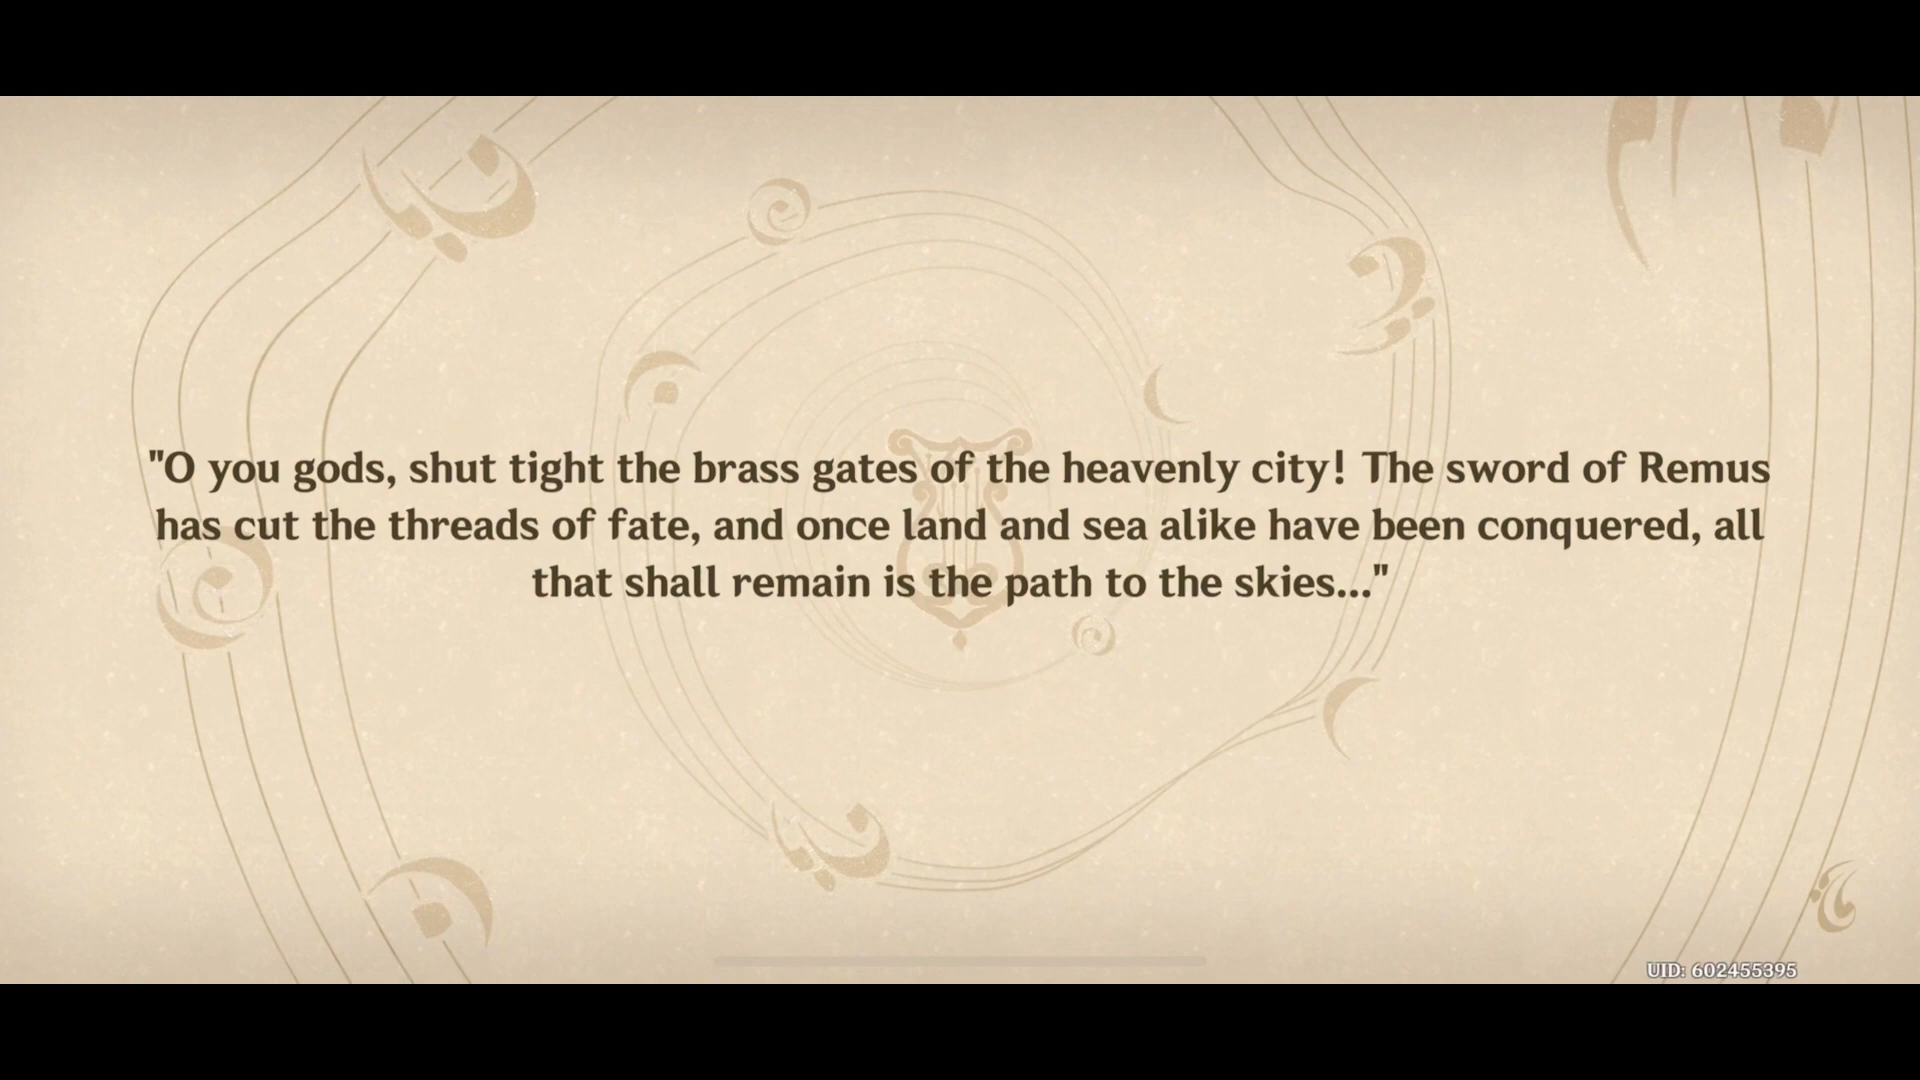 "O you gods, shut tight the brass gates of the heavenly city! The sword of Remus
has cut the threads of fate, and once land and sea alike have been conquered, all
that shall remain is the path to the skies..."
UID: 602455395